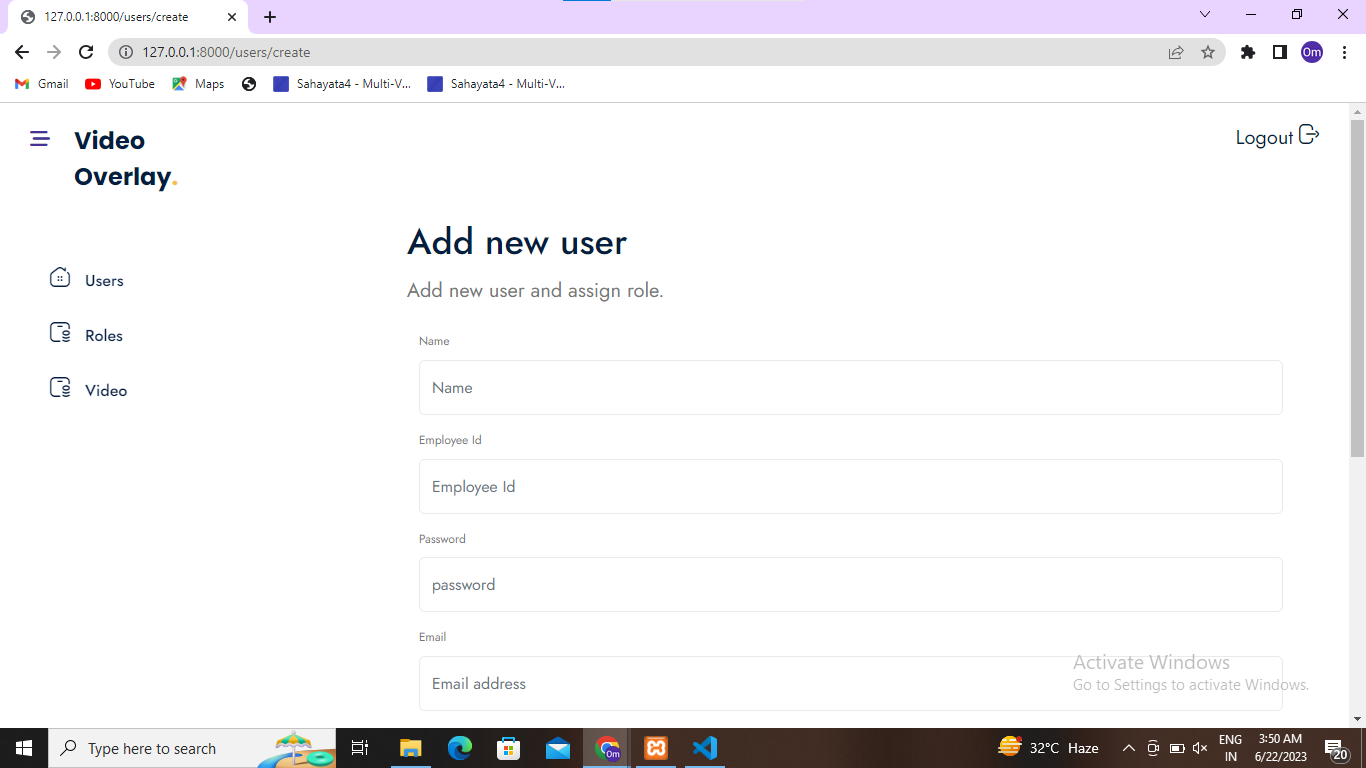 127.0.0.1:8000/users/create
127.0.0.1:8000/users/create
Om
Gmail
YouTube
Maps
Sahayata4 - Multi-V...
Sahayata4 - Multi-V...
Video
Overlay.
Logout
Users
Roles
Video
Add new user
Add new user and assign role.
Name
Name
Employee Id
Employee Id
Password
password
Email
Email address
Activate Windows
Go to Settings to activate Windows.
Type here to search
Om
32°C Haze
ENG
IN
3:50 AM
6/22/2023
20